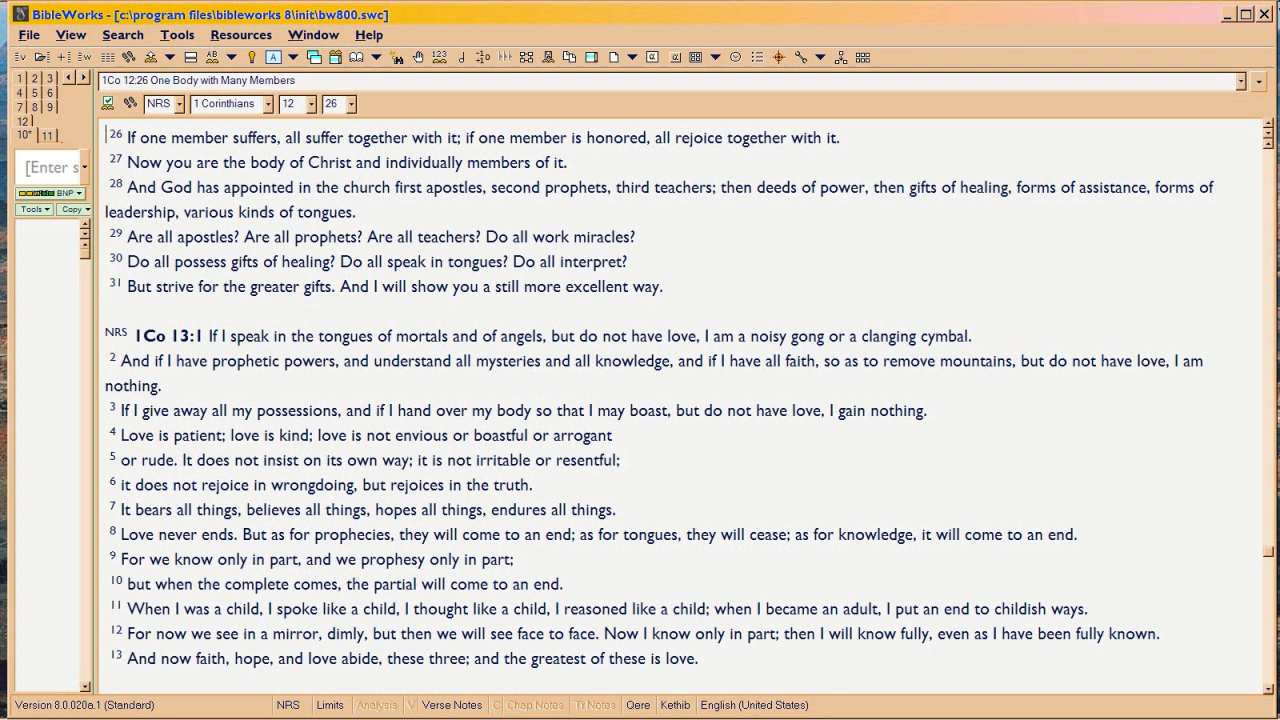 BibleWorks - [c:\program files\bibleworks 8\init\bw800.swc]
File View Search Tools Resources Window Help
1 2 3
4 5 6
7 8 9
12
10* 11
1Co 12:26 One Body with Many Members
NRS 1 Corinthians 12 26
[Enter s
BNP
Tools Copy
26 If one member suffers, all suffer together with it; if one member is honored, all rejoice together with it.
27 Now you are the body of Christ and individually members of it.
28 And God has appointed in the church first apostles, second prophets, third teachers; then deeds of power, then gifts of healing, forms of assistance, forms of
leadership, various kinds of tongues.
29 Are all apostles? Are all prophets? Are all teachers? Do all work miracles?
30 Do all possess gifts of healing? Do all speak in tongues? Do all interpret?
31 But strive for the greater gifts. And I will show you a still more excellent way.
NRS 1Co 13:1 If I speak in the tongues of mortals and of angels, but do not have love, I am a noisy gong or a clanging cymbal.
2 And if I have prophetic powers, and understand all mysteries and all knowledge, and if I have all faith, so as to remove mountains, but do not have love, I am
nothing.
3 If I give away all my possessions, and if I hand over my body so that I may boast, but do not have love, I gain nothing.
4 Love is patient; love is kind; love is not envious or boastful or arrogant
5 or rude. It does not insist on its own way; it is not irritable or resentful;
6 it does not rejoice in wrongdoing, but rejoices in the truth.
7 It bears all things, believes all things, hopes all things, endures all things.
8 Love never ends. But as for prophecies, they will come to an end; as for tongues, they will cease; as for knowledge, it will come to an end.
9 For we know only in part, and we prophesy only in part;
10 but when the complete comes, the partial will come to an end.
11 When I was a child, I spoke like a child, I thought like a child, I reasoned like a child; when I became an adult, I put an end to childish ways.
12 For now we see in a mirror, dimly, but then we will see face to face. Now I know only in part; then I will know fully, even as I have been fully known.
13 And now faith, hope, and love abide, these three; and the greatest of these is love.
Version 8.0.020a.1 (Standard) NRS Limits Analysis V Verse Notes C Chap Notes Tr Notes Qere Kethib English (United States)